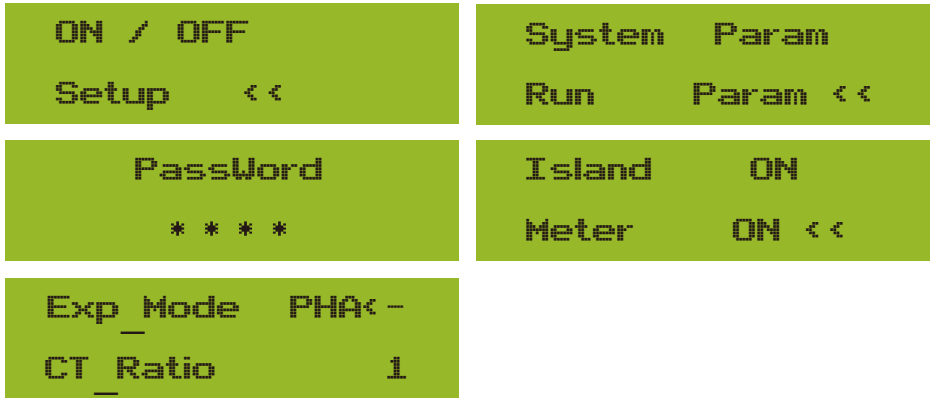 ON / OFF
Setup <<
System Param
Run Param <<
PassWord
* * * *
Island ON
Meter ON <<
Exp_Mode PHA<-
CT_Ratio 1